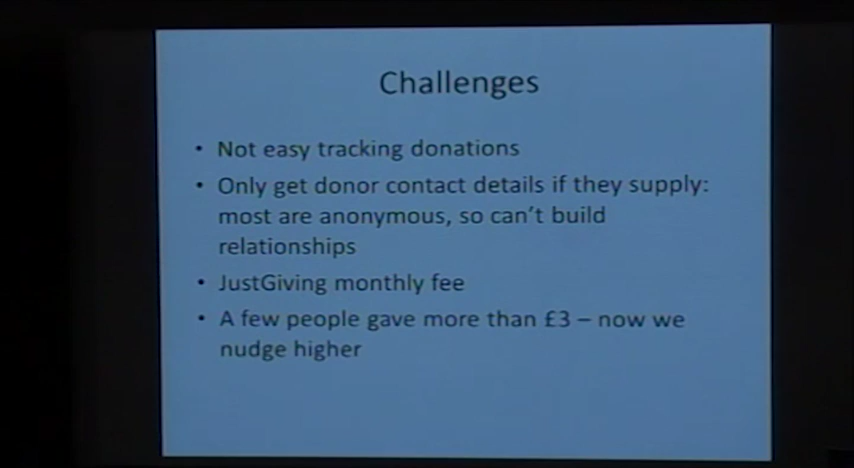 Challenges
• Not easy tracking donations
• Only get donor contact details if they supply:
most are anonymous, so can't build
relationships
• JustGiving monthly fee
• A few people gave more than £3 – now we
nudge higher